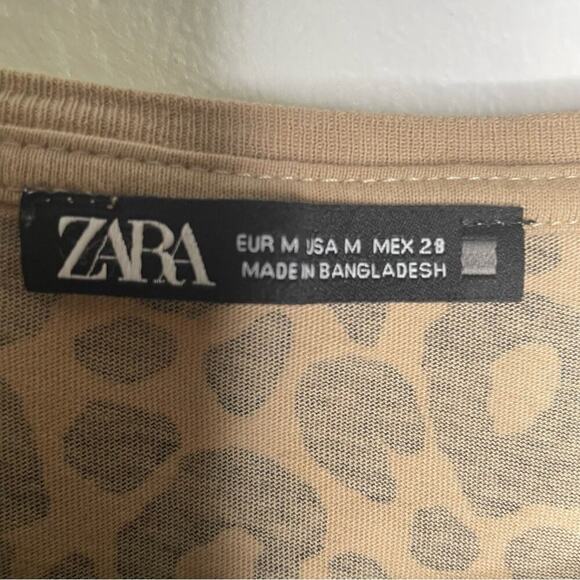 ZARA
EUR M USA M MEX 28
MADE IN BANGLADESH